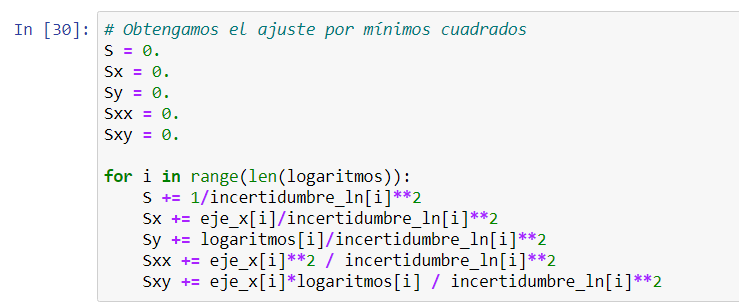 In [30]: # Obtengamos el ajuste por mínimos cuadrados
S = 0.
Sx = 0.
Sy = 0.
Sxx = 0.
Sxy = 0.

for i in range(len(logaritmos)):
    S += 1/incertidumbre_ln[i]**2
    Sx += eje_x[i]/incertidumbre_ln[i]**2
    Sy += logaritmos[i]/incertidumbre_ln[i]**2
    Sxx += eje_x[i]**2 / incertidumbre_ln[i]**2
    Sxy += eje_x[i]*logaritmos[i] / incertidumbre_ln[i]**2